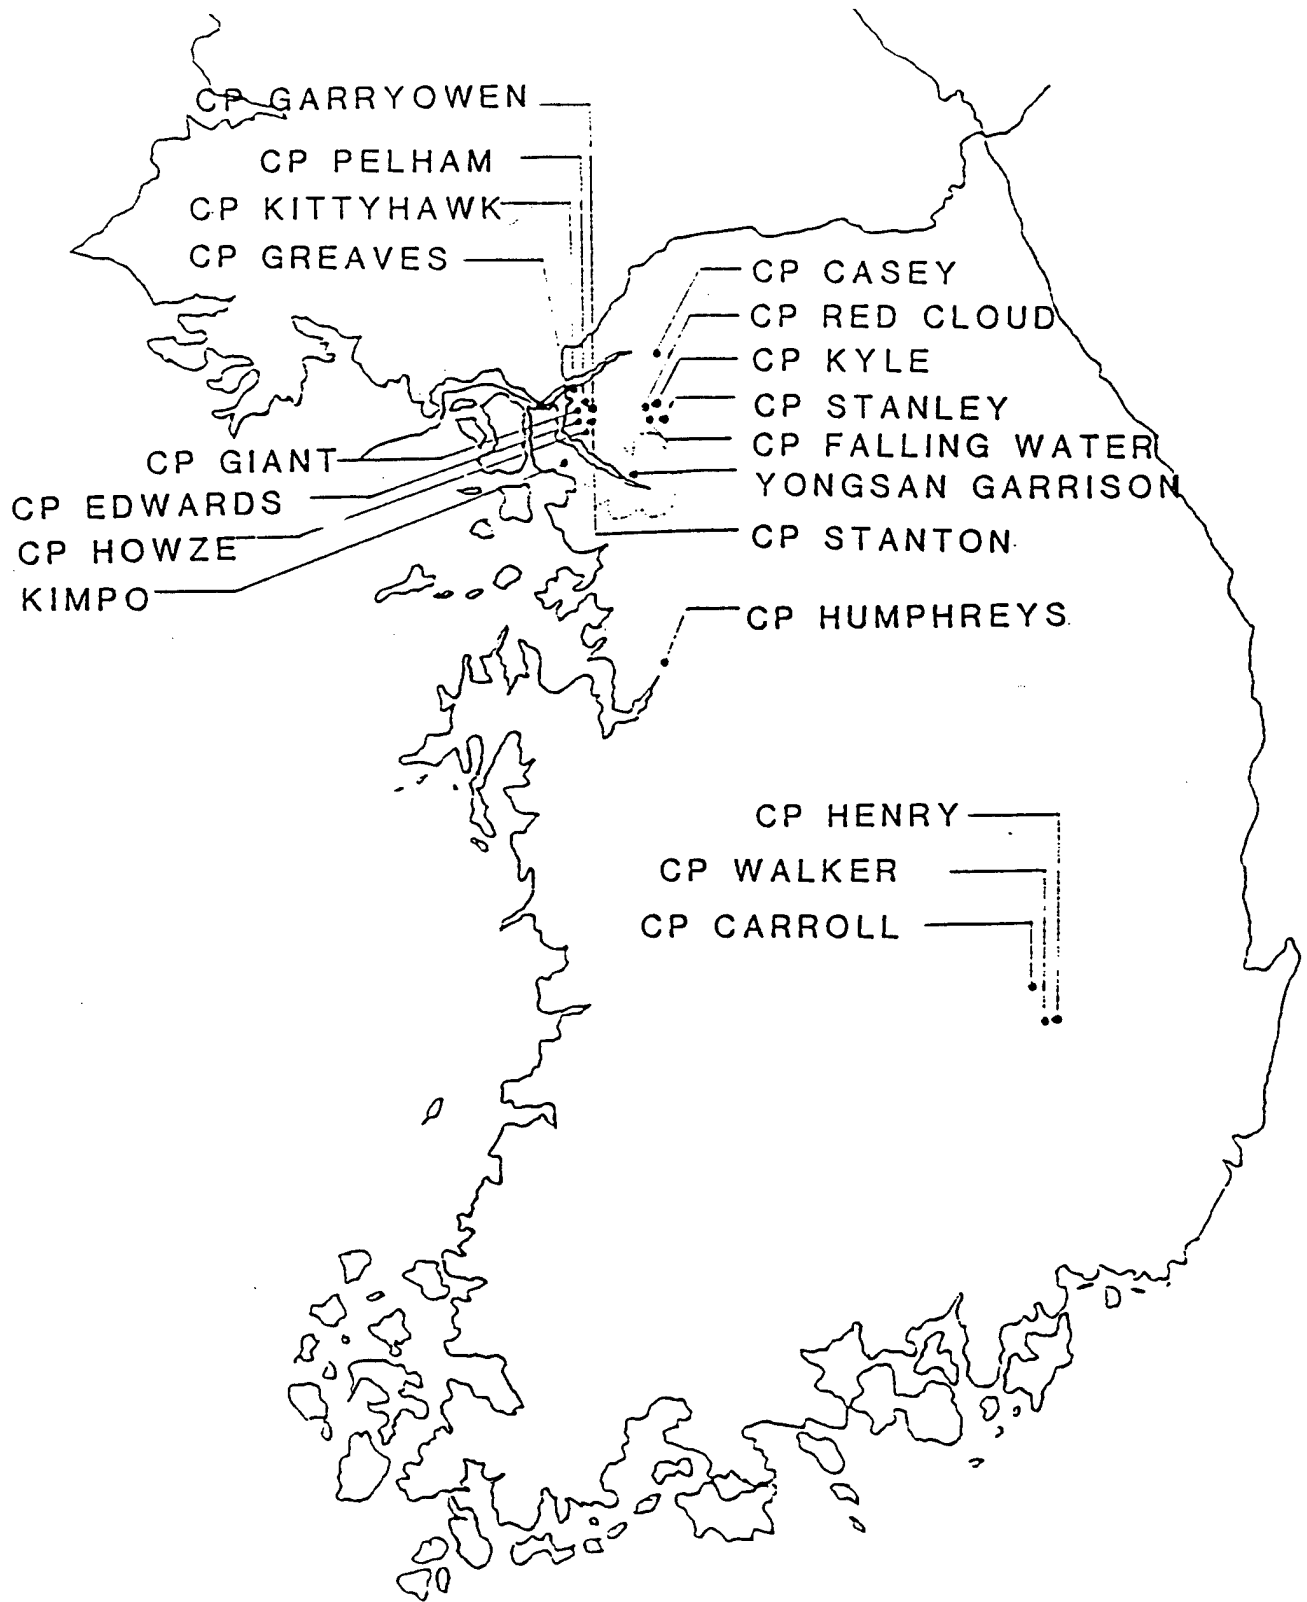 CP GARRYOWEN
CP PELHAM
CP KITTYHAWK
CP GREAVES
CP CASEY
CP RED CLOUD
CP KYLE
CP STANLEY
CP FALLING WATER
YONGSAN GARRISON
CP STANTON
CP GIANT
CP EDWARDS
CP HOWZE
KIMPO
CP HUMPHREYS
CP HENRY
CP WALKER
CP CARROLL